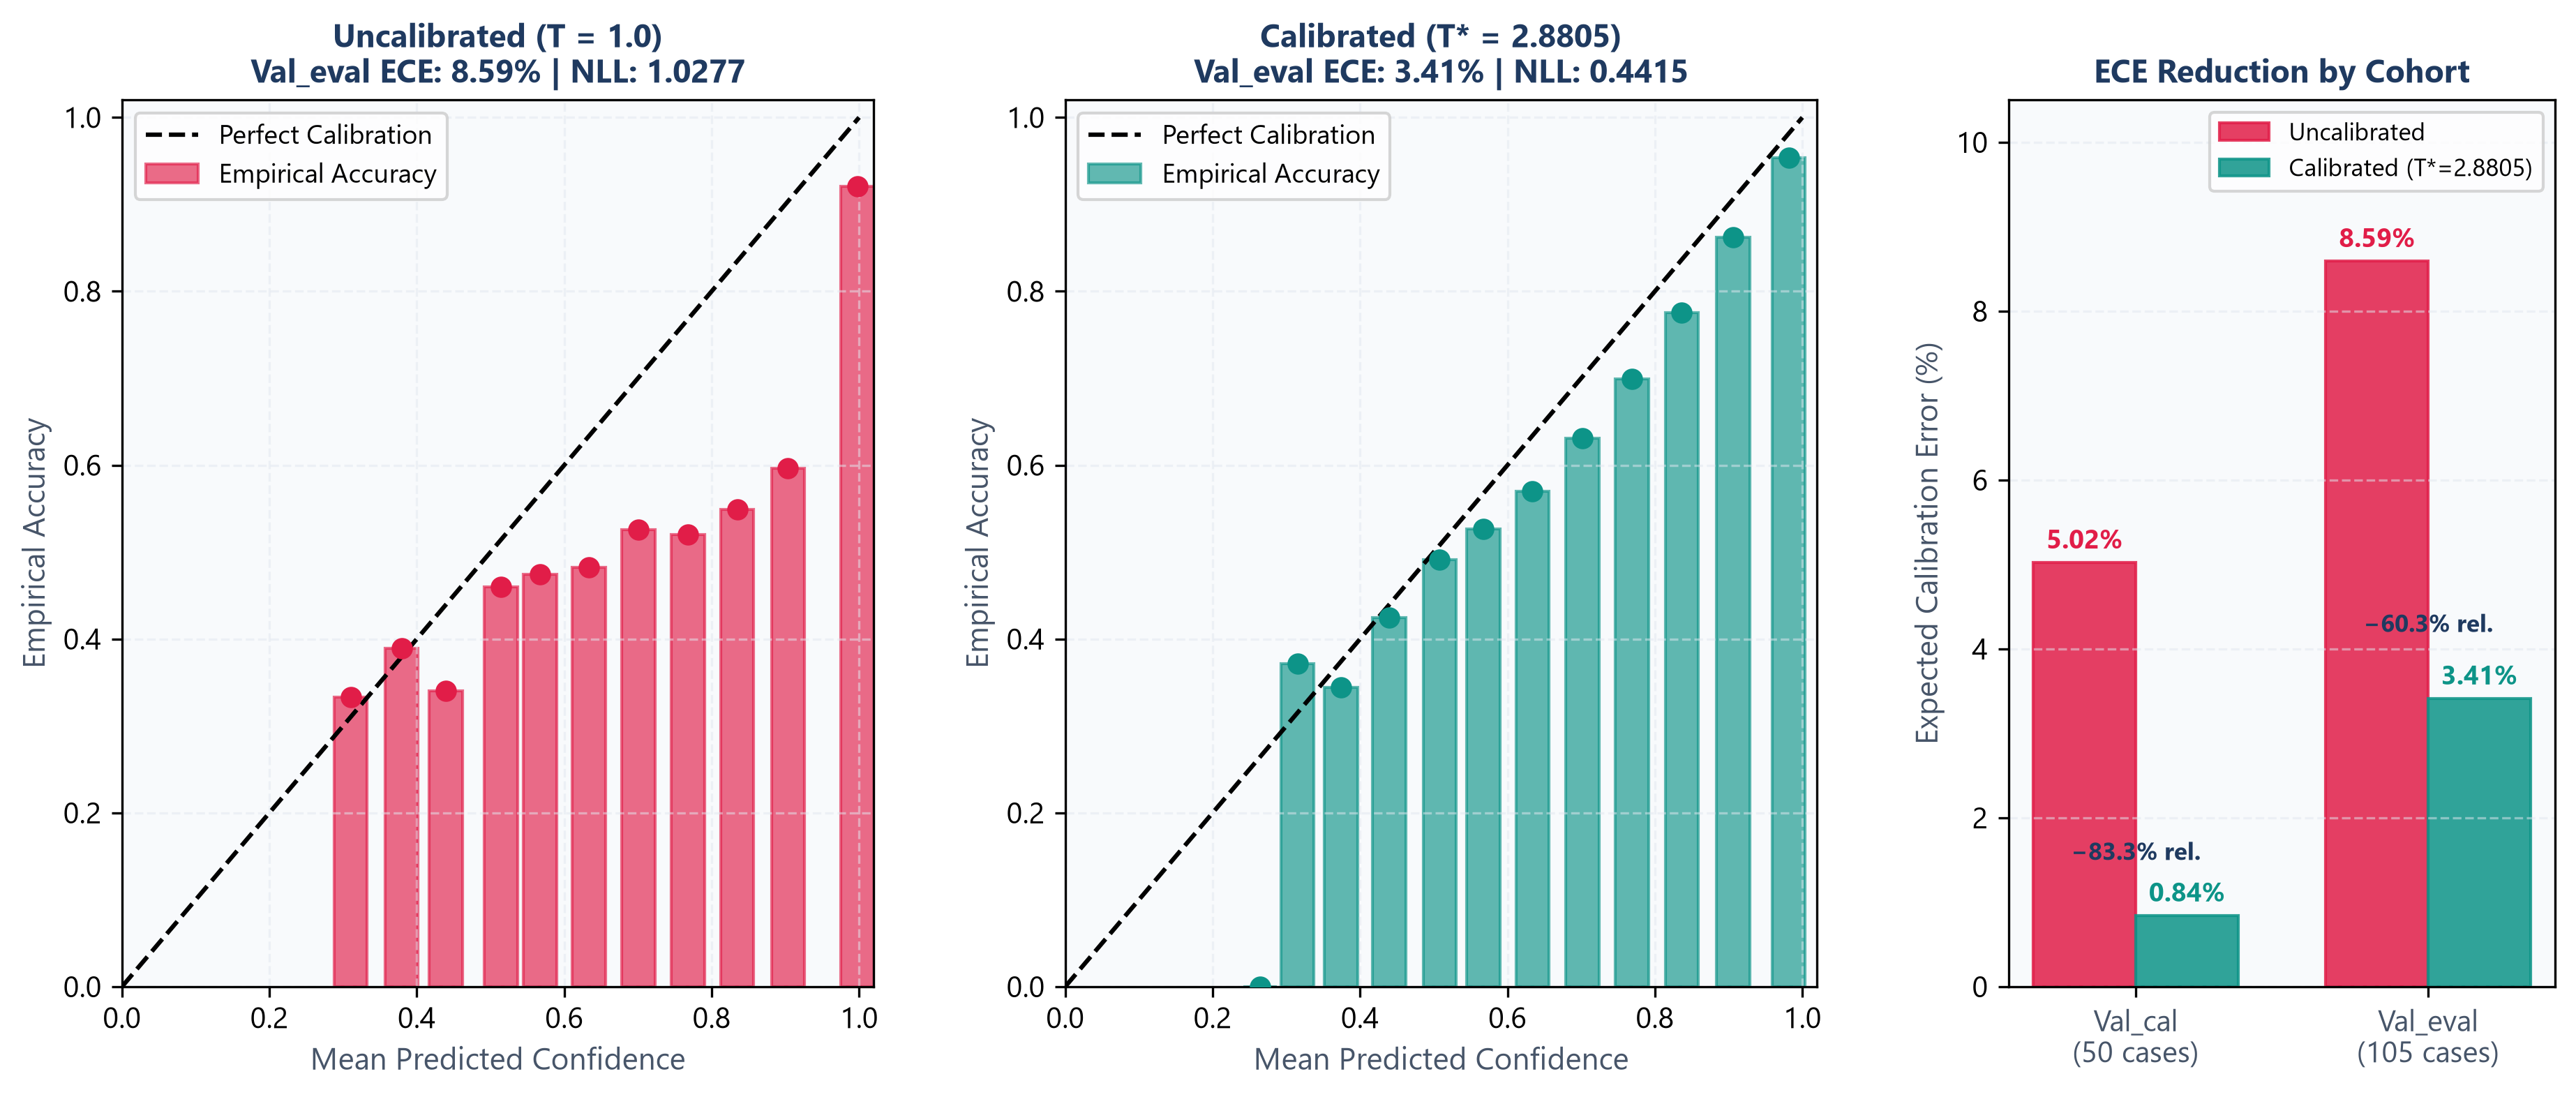 Uncalibrated (T = 1.0)
Val_eval ECE: 8.59% | NLL: 1.0277
1.0
0.8
0.6
0.4
0.2
0.0
Empirical Accuracy
Perfect Calibration
Empirical Accuracy
0.0 0.2 0.4 0.6 0.8 1.0
Mean Predicted Confidence
Calibrated (T* = 2.8805)
Val_eval ECE: 3.41% | NLL: 0.4415
1.0
0.8
0.6
0.4
0.2
0.0
Empirical Accuracy
Perfect Calibration
Empirical Accuracy
0.0 0.2 0.4 0.6 0.8 1.0
Mean Predicted Confidence
ECE Reduction by Cohort
10
8
6
4
2
0
Expected Calibration Error (%)
Uncalibrated
Calibrated (T*=2.8805)
8.59%
5.02%
−60.3% rel.
3.41%
−83.3% rel.
0.84%
Val_cal
(50 cases)
Val_eval
(105 cases)